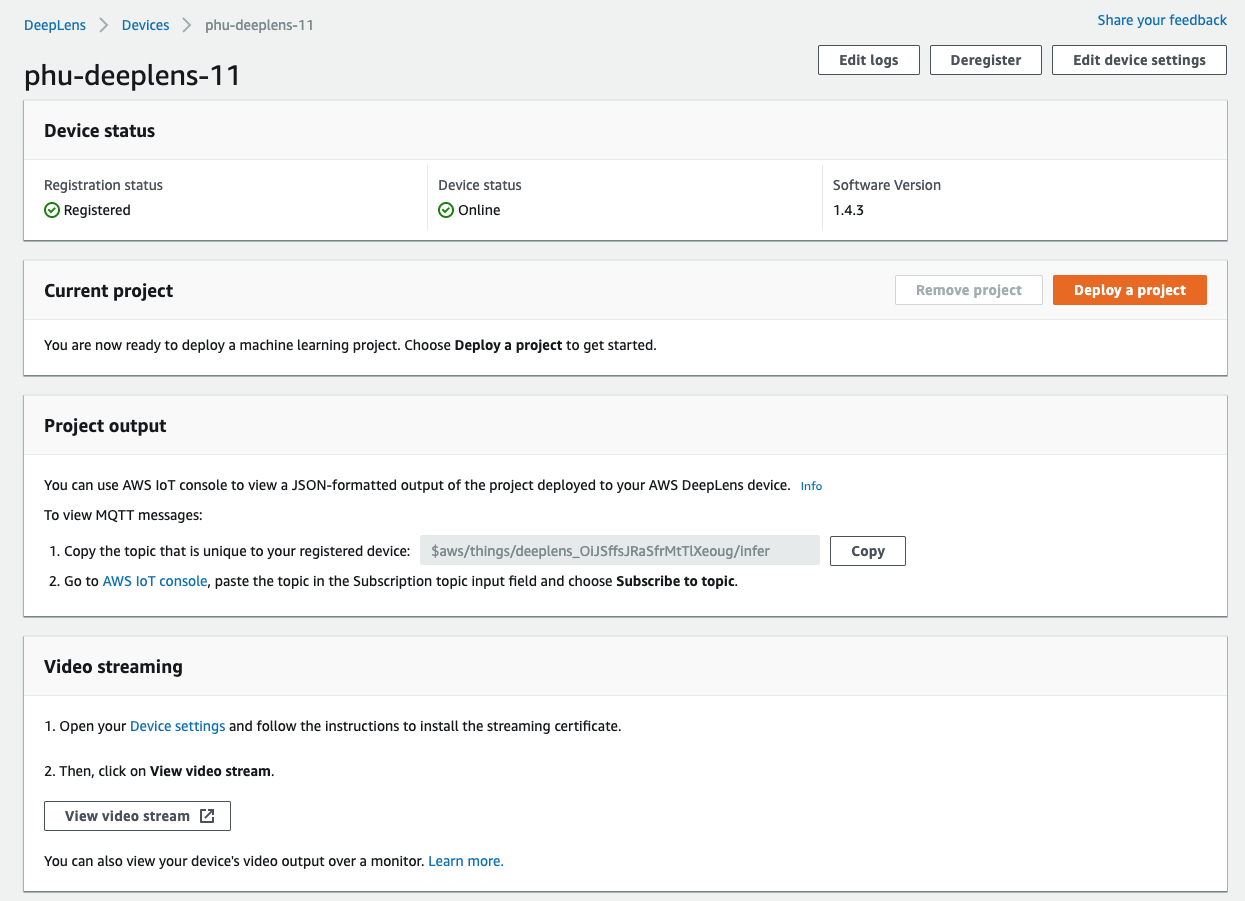 DeepLens > Devices > phu-deeplens-11
Share your feedback
phu-deeplens-11
Edit logs
Deregister
Edit device settings
Device status
Registration status
Registered
Device status
Online
Software Version
1.4.3
Current project
Remove project
Deploy a project
You are now ready to deploy a machine learning project. Choose Deploy a project to get started.
Project output
You can use AWS IoT console to view a JSON-formatted output of the project deployed to your AWS DeepLens device. Info
To view MQTT messages:
1. Copy the topic that is unique to your registered device: $aws/things/deeplens_OiJSffsJRaSfrMtTlXeoug/infer Copy
2. Go to AWS IoT console, paste the topic in the Subscription topic input field and choose Subscribe to topic.
Video streaming
1. Open your Device settings and follow the instructions to install the streaming certificate.
2. Then, click on View video stream.
View video stream
You can also view your device's video output over a monitor. Learn more.